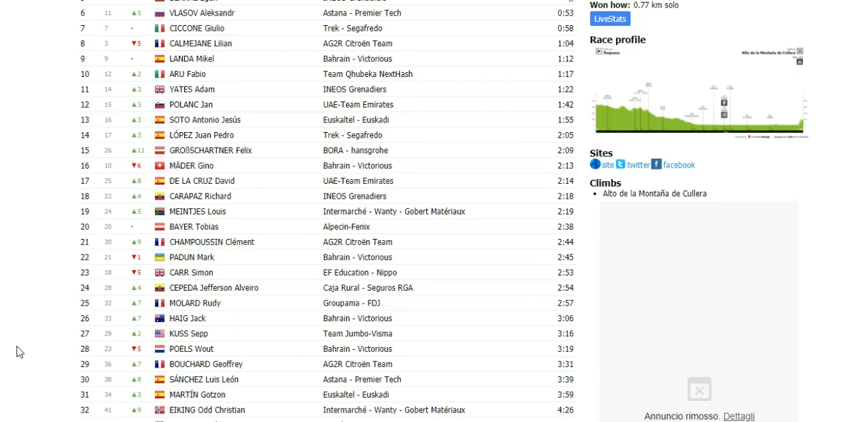 6 11 ▲5 VLASOV Aleksandr Astana - Premier Tech 0:53
7 7 - CICCONE Giulio Trek - Segafredo 0:58
8 3 ▼5 CALMEJANE Lilian AG2R Citroën Team 1:04
9 9 - LANDA Mikel Bahrain - Victorious 1:12
10 12 ▲2 ARU Fabio Team Qhubeka NextHash 1:17
11 14 ▲3 YATES Adam INEOS Grenadiers 1:22
12 15 ▲3 POLANC Jan UAE-Team Emirates 1:42
13 16 ▲3 SOTO Antonio Jesús Euskaltel - Euskadi 1:55
14 17 ▲3 LÓPEZ Juan Pedro Trek - Segafredo 2:05
15 26 ▲11 GROßSCHARTNER Felix BORA - hansgrohe 2:09
16 10 ▼6 MÄDER Gino Bahrain - Victorious 2:13
17 25 ▲8 DE LA CRUZ David UAE-Team Emirates 2:14
18 22 ▲4 CARAPAZ Richard INEOS Grenadiers 2:18
19 24 ▲5 MEINTJES Louis Intermarché - Wanty - Gobert Matériaux 2:19
20 20 - BAYER Tobias Alpecin-Fenix 2:38
21 30 ▲9 CHAMPOUSSIN Clément AG2R Citroën Team 2:44
22 21 ▼1 PADUN Mark Bahrain - Victorious 2:45
23 18 ▼5 CARR Simon EF Education - Nippo 2:53
24 28 ▲4 CEPEDA Jefferson Alveiro Caja Rural - Seguros RGA 2:54
25 32 ▲7 MOLARD Rudy Groupama - FDJ 2:57
26 33 ▲7 HAIG Jack Bahrain - Victorious 3:06
27 29 ▲2 KUSS Sepp Team Jumbo-Visma 3:16
28 23 ▼5 POELS Wout Bahrain - Victorious 3:19
29 36 ▲7 BOUCHARD Geoffrey AG2R Citroën Team 3:31
30 38 ▲8 SÁNCHEZ Luis León Astana - Premier Tech 3:39
31 34 ▲3 MARTÍN Gotzon Euskaltel - Euskadi 3:59
32 41 ▲9 EIKING Odd Christian Intermarché - Wanty - Gobert Matériaux 4:26
Won how: 0.77 km solo
LiveStats
Race profile
Requena
Alto de la Montaña de Cullera
Sites
site twitter facebook
Climbs
• Alto de la Montaña de Cullera
Annuncio rimosso. Dettagli